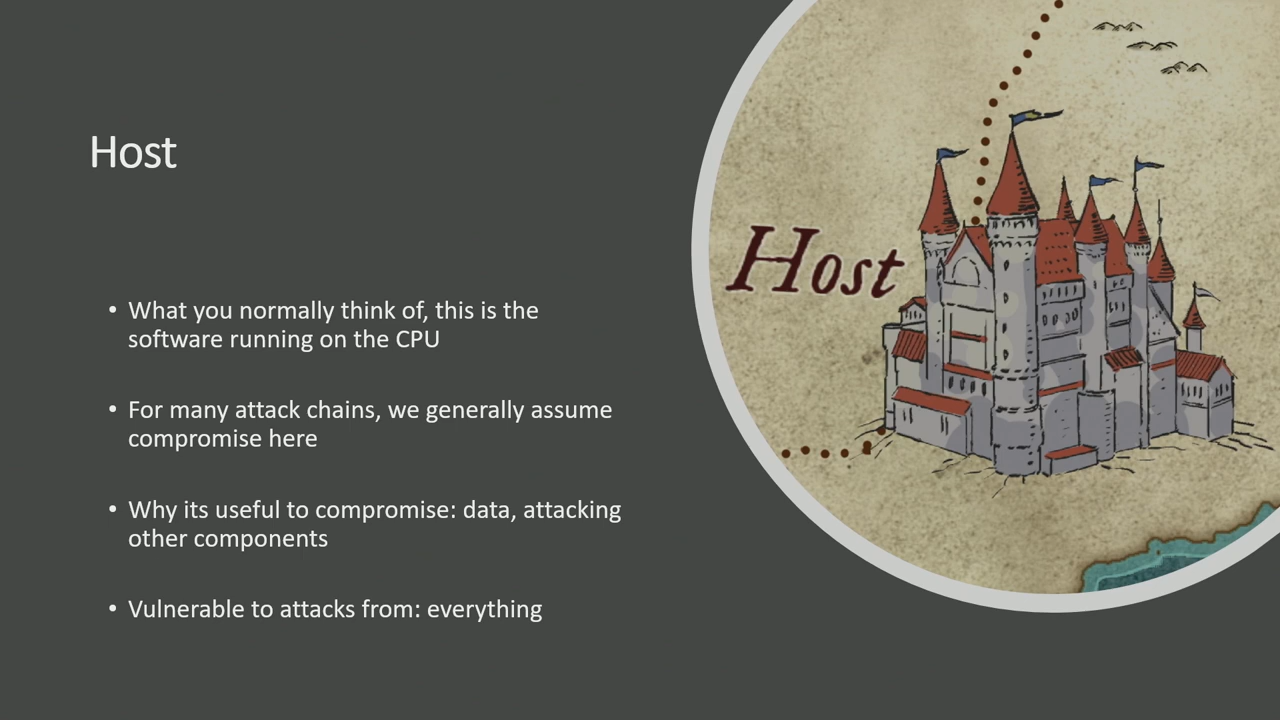 Host
• What you normally think of, this is the
software running on the CPU
• For many attack chains, we generally assume
compromise here
• Why its useful to compromise: data, attacking
other components
• Vulnerable to attacks from: everything
Host